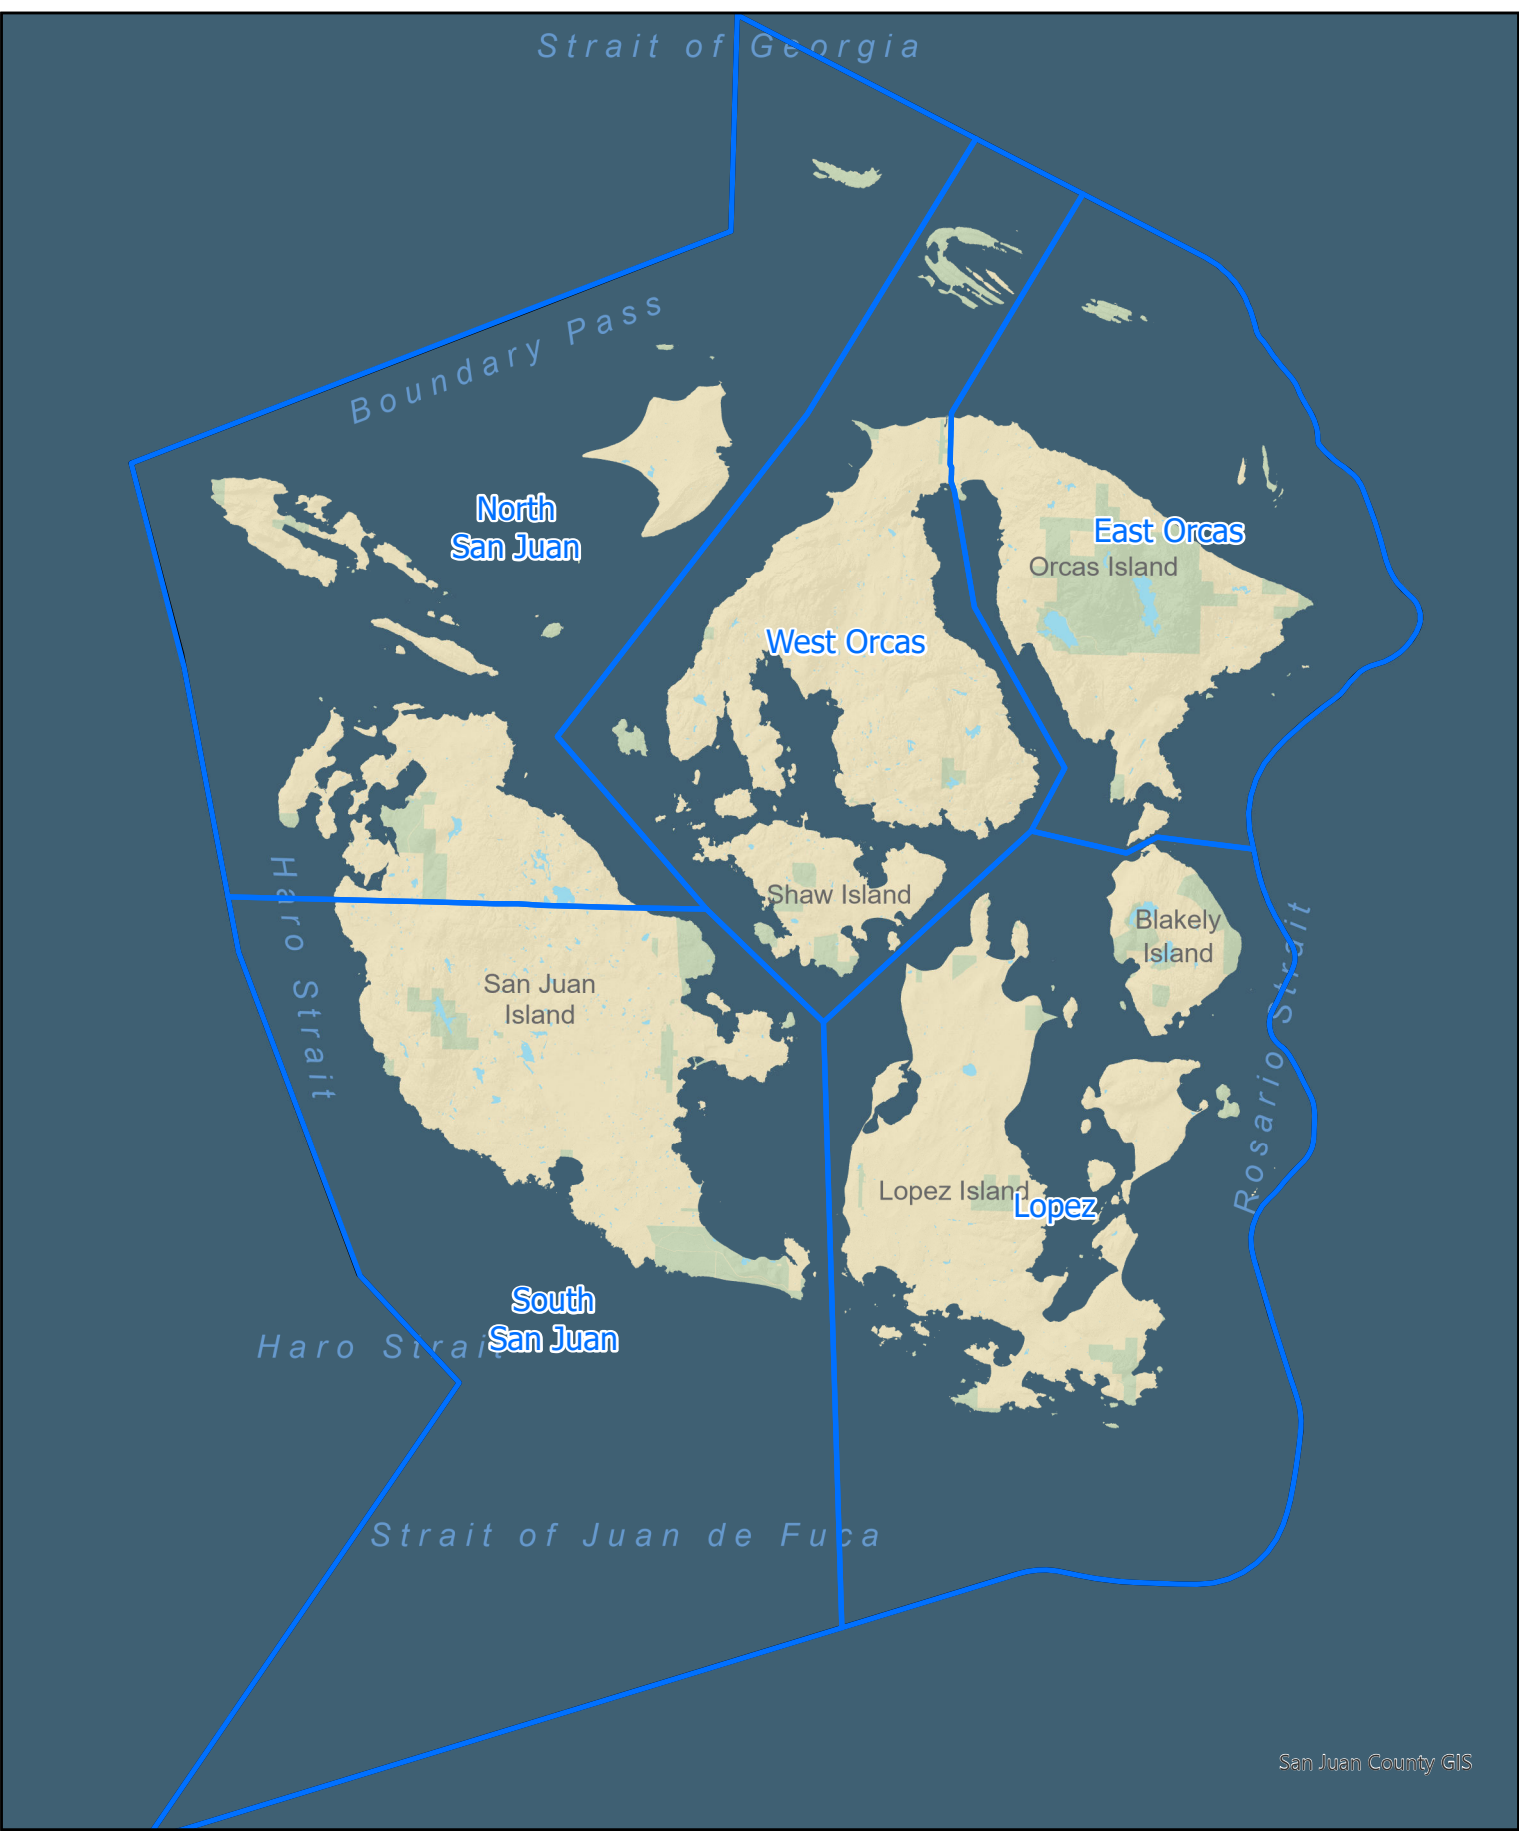 Strait of Georgia
Boundary Pass
North
San Juan
East Orcas
Orcas Island
West Orcas
Shaw Island
Blakely
Island
Haro Strait
San Juan
Island
Rosario Strait
Lopez Island
Lopez
South
San Juan
Haro Strait
Strait of Juan de Fuca
San Juan County GIS